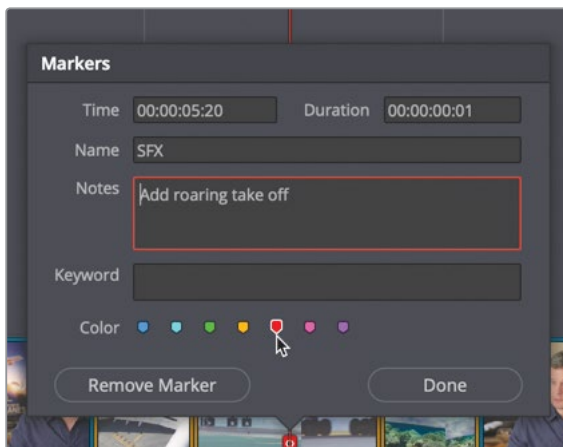 Markers
Time 00:00:05:20 Duration 00:00:00:01
Name SFX
Notes Add roaring take off
Keyword
Color
Remove Marker Done